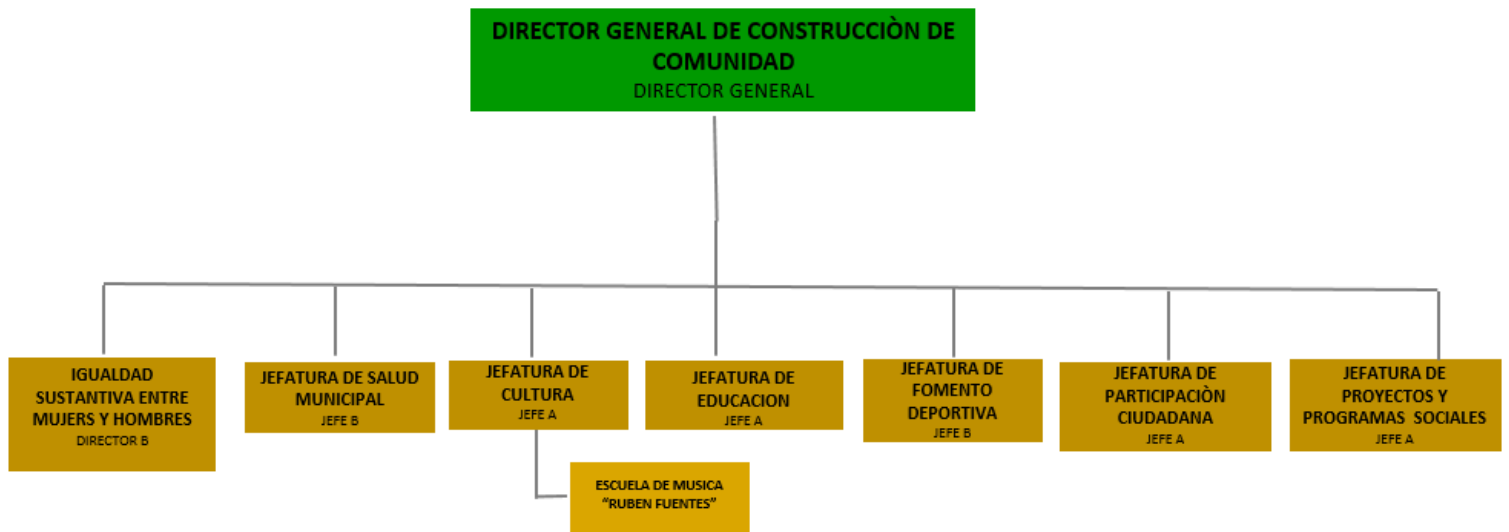 DIRECTOR GENERAL DE CONSTRUCCIÒN DE
COMUNIDAD
DIRECTOR GENERAL
IGUALDAD
SUSTANTIVA ENTRE
MUJERS Y HOMBRES
DIRECTOR B
JEFATURA DE SALUD
MUNICIPAL
JEFE B
JEFATURA DE
CULTURA
JEFE A
JEFATURA DE
EDUCACION
JEFE A
JEFATURA DE
FOMENTO
DEPORTIVA
JEFE B
JEFATURA DE
PARTICIPACIÒN
CIUDADANA
JEFE A
JEFATURA DE
PROYECTOS Y
PROGRAMAS SOCIALES
JEFE A
ESCUELA DE MUSICA
“RUBEN FUENTES”